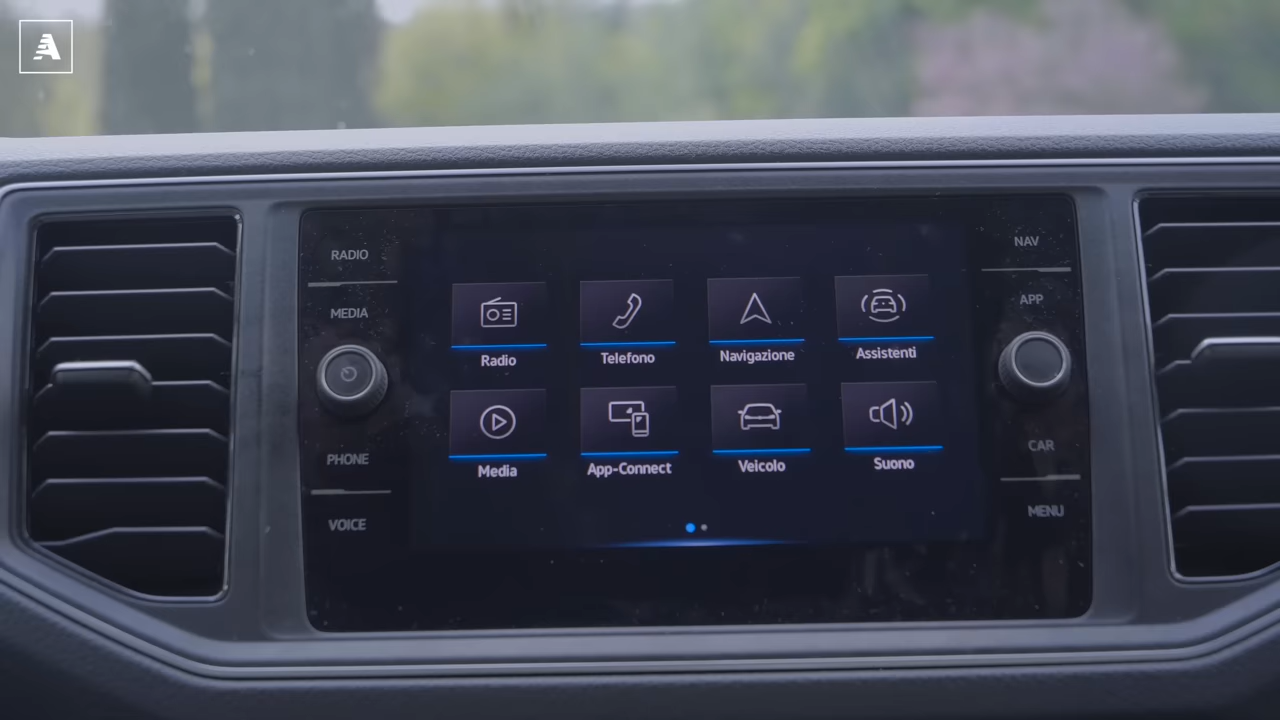 A
RADIO
MEDIA
PHONE
VOICE
Radio
Telefono
Navigazione
Assistenti
Media
App-Connect
Veicolo
Suono
NAV
APP
CAR
MENU